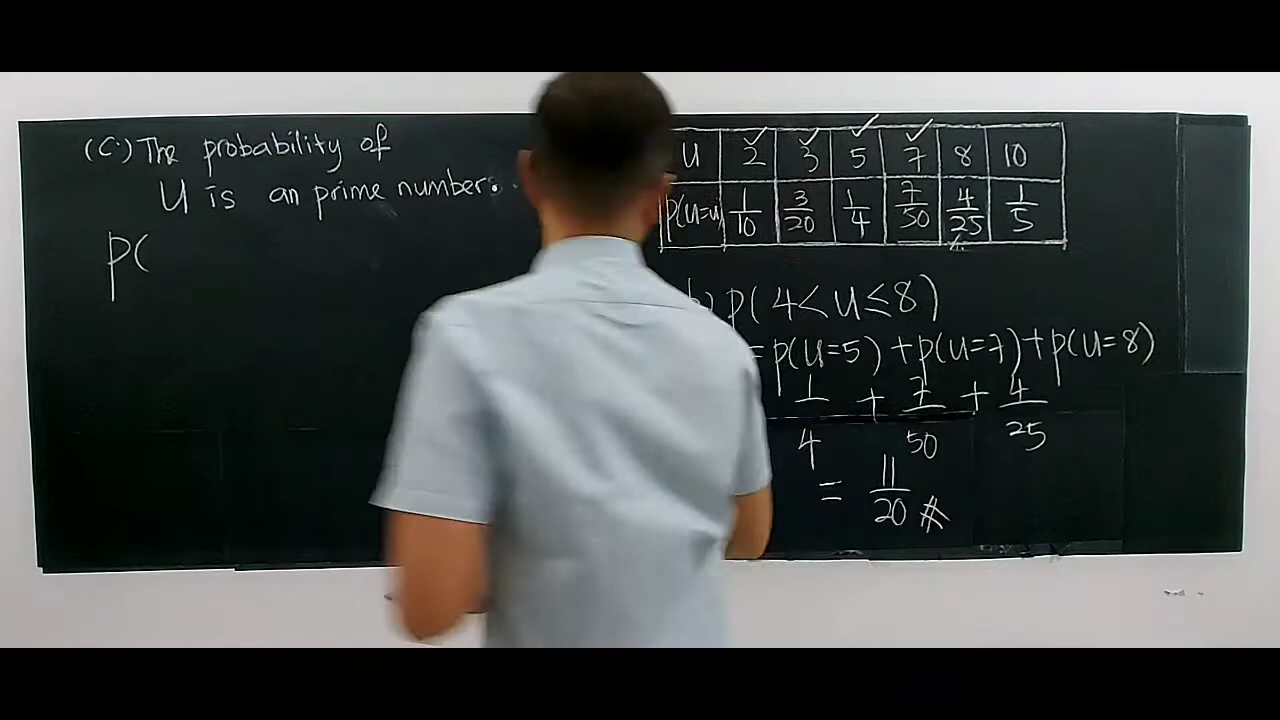 (C.) The probability of
U is an prime number.
P(
U 2 3 5 7 8 10
P(U=u) 1/10 3/20 1/4 7/50 4/25 1/5
P(4<U≤8)
=P(U=5)+P(U=7)+P(U=8)
1/4 + 7/50 + 4/25
= 11/20 #